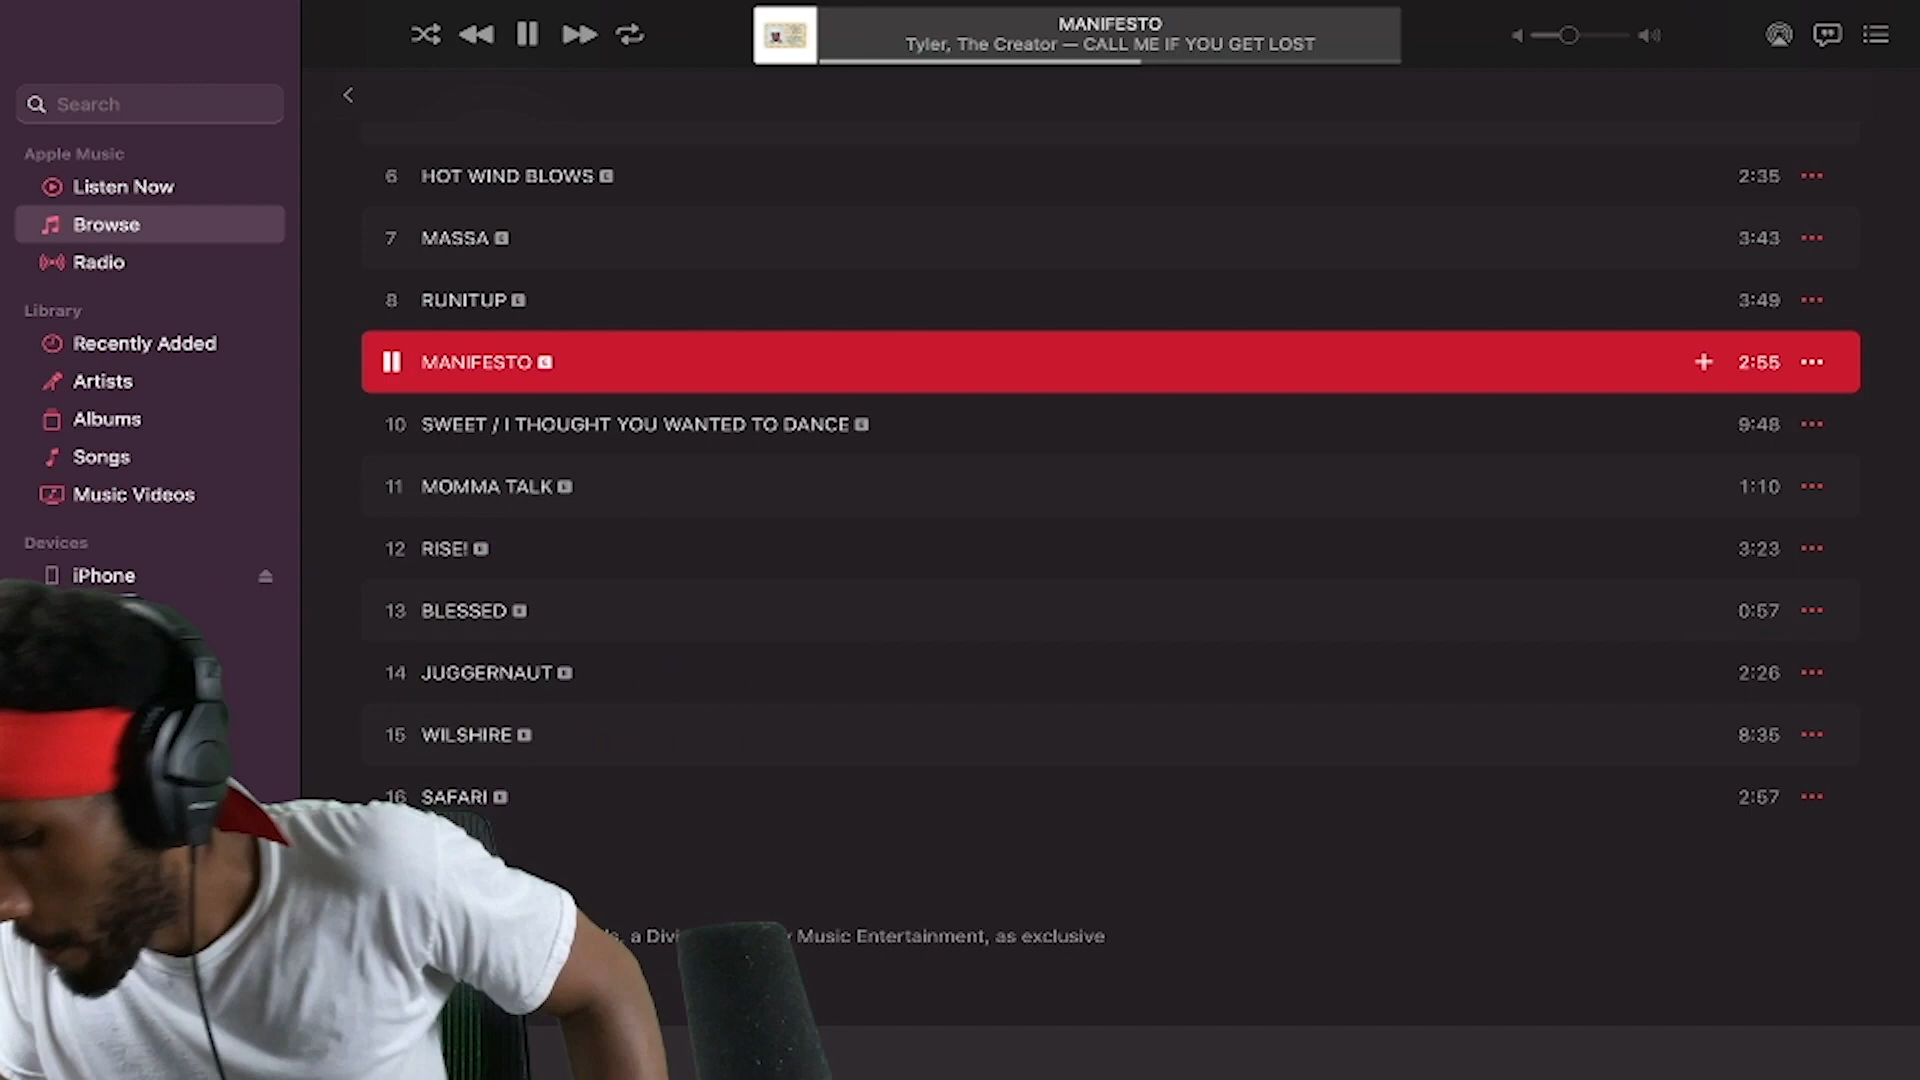 MANIFESTO
Tyler, The Creator — CALL ME IF YOU GET LOST
Search
Apple Music
Listen Now
Browse
Radio
Library
Recently Added
Artists
Albums
Songs
Music Videos
Devices
iPhone
6 HOT WIND BLOWS E 2:35
7 MASSA E 3:43
8 RUNITUP E 3:49
MANIFESTO E 2:55
10 SWEET / I THOUGHT YOU WANTED TO DANCE E 9:48
11 MOMMA TALK E 1:10
12 RISE! E 3:23
13 BLESSED E 0:57
14 JUGGERNAUT E 2:26
15 WILSHIRE E 8:35
16 SAFARI E 2:57
a Divi Music Entertainment, as exclusive